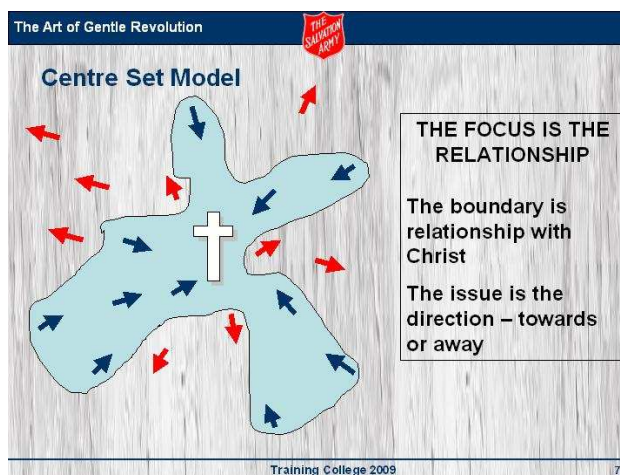 The Art of Gentle Revolution
THE
SALVATION
ARMY
Centre Set Model
THE FOCUS IS THE
RELATIONSHIP
The boundary is
relationship with
Christ
The issue is the
direction – towards
or away
Training College 2009
7